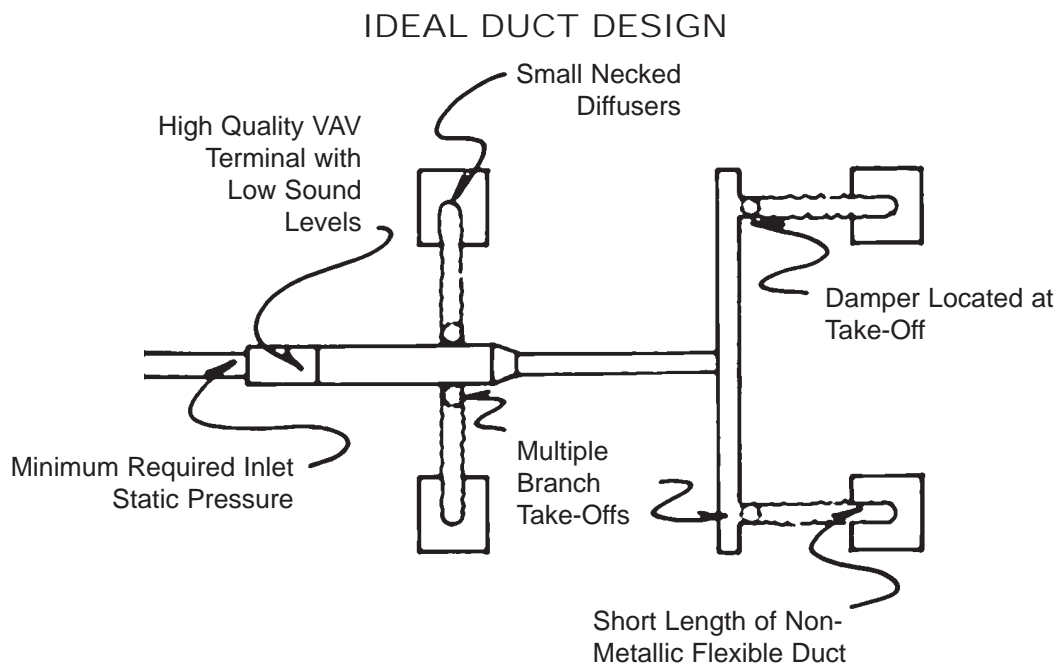 IDEAL DUCT DESIGN
Small Necked
Diffusers
High Quality VAV
Terminal with
Low Sound
Levels
Damper Located at
Take-Off
Minimum Required Inlet
Static Pressure
Multiple
Branch
Take-Offs
Short Length of Non-
Metallic Flexible Duct